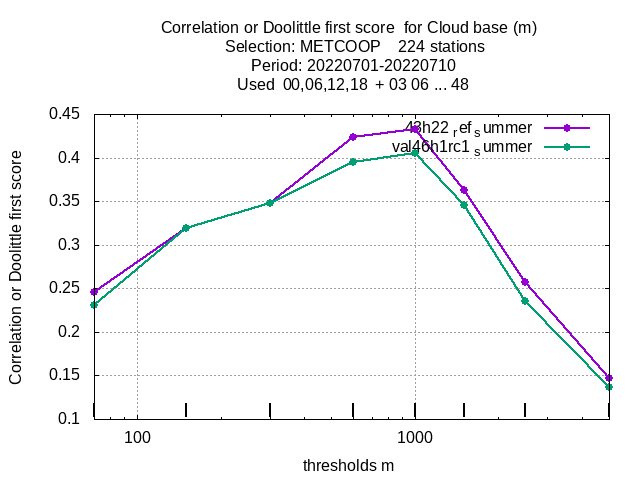 Correlation or Doolittle first score  for Cloud base (m)
Selection: METCOOP    224 stations
Period: 20220701-20220710
Used  00,06,12,18  + 03 06 ... 48
0.45
0.4
0.35
0.3
0.25
0.2
0.15
0.1
Correlation or Doolittle first score
43h22refsummer
val46h1rc1summer
100
1000
thresholds m